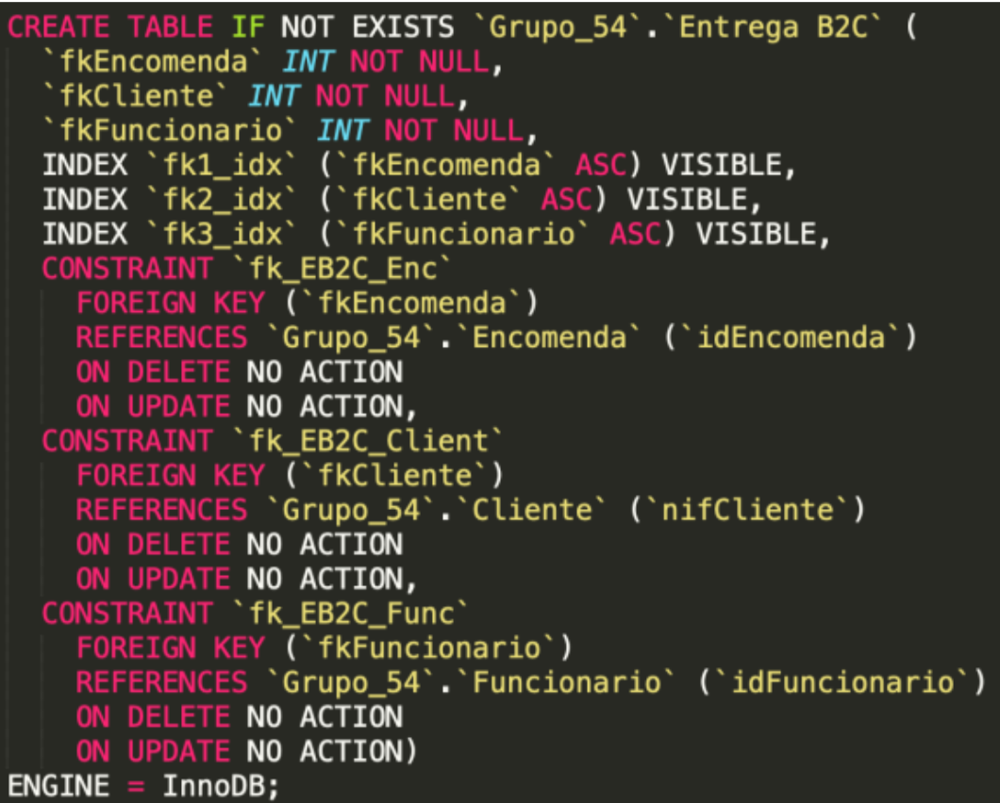 CREATE TABLE IF NOT EXISTS `Grupo_54`.`Entrega B2C` (
  `fkEncomenda` INT NOT NULL,
  `fkCliente` INT NOT NULL,
  `fkFuncionario` INT NOT NULL,
  INDEX `fk1_idx` (`fkEncomenda` ASC) VISIBLE,
  INDEX `fk2_idx` (`fkCliente` ASC) VISIBLE,
  INDEX `fk3_idx` (`fkFuncionario` ASC) VISIBLE,
  CONSTRAINT `fk_EB2C_Enc`
    FOREIGN KEY (`fkEncomenda`)
    REFERENCES `Grupo_54`.`Encomenda` (`idEncomenda`)
    ON DELETE NO ACTION
    ON UPDATE NO ACTION,
  CONSTRAINT `fk_EB2C_Client`
    FOREIGN KEY (`fkCliente`)
    REFERENCES `Grupo_54`.`Cliente` (`nifCliente`)
    ON DELETE NO ACTION
    ON UPDATE NO ACTION,
  CONSTRAINT `fk_EB2C_Func`
    FOREIGN KEY (`fkFuncionario`)
    REFERENCES `Grupo_54`.`Funcionario` (`idFuncionario`)
    ON DELETE NO ACTION
    ON UPDATE NO ACTION)
ENGINE = InnoDB;